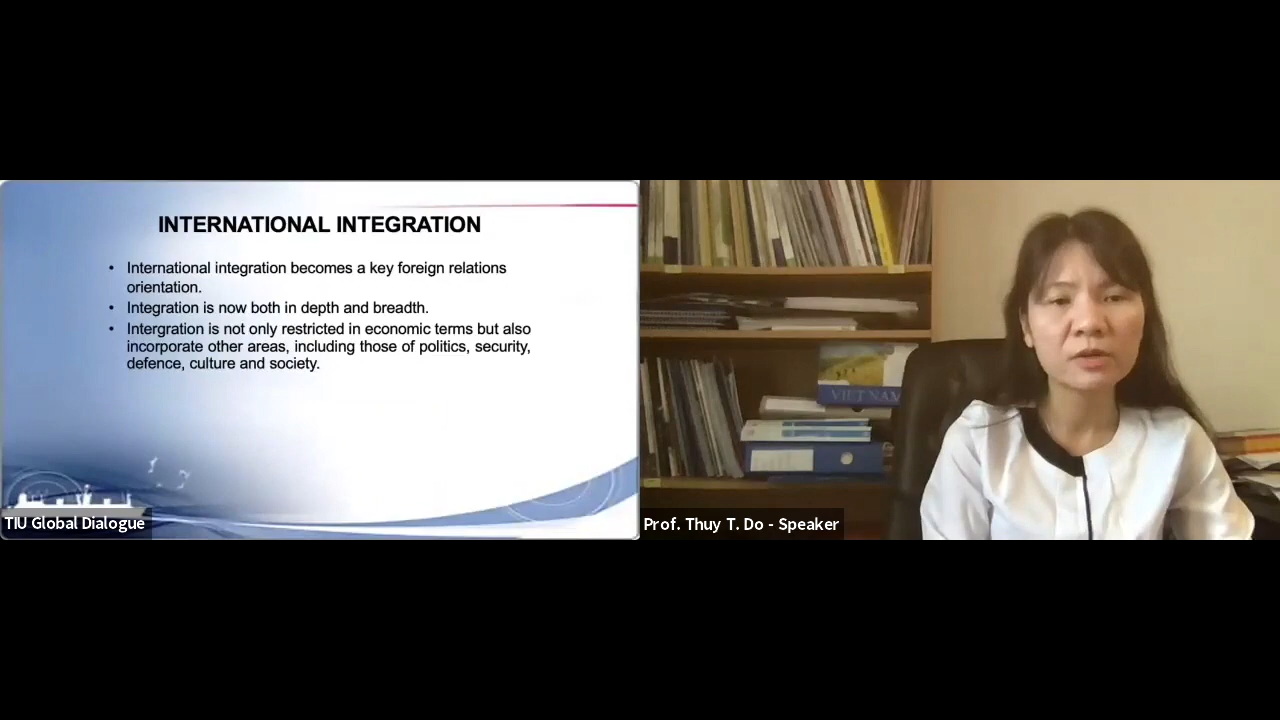 INTERNATIONAL INTEGRATION
• International integration becomes a key foreign relations
orientation.
• Integration is now both in depth and breadth.
• Intergration is not only restricted in economic terms but also
incorporate other areas, including those of politics, security,
defence, culture and society.
TIU Global Dialogue
VIET NAM
Prof. Thuy T. Do - Speaker